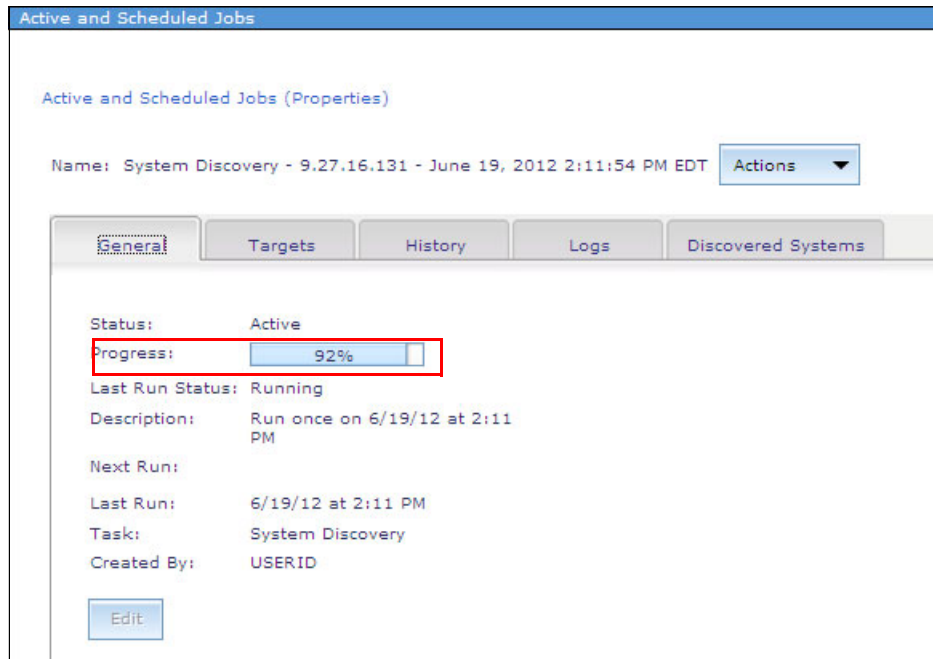 Active and Scheduled Jobs
Active and Scheduled Jobs (Properties)
Name: System Discovery - 9.27.16.131 - June 19, 2012 2:11:54 PM EDT Actions
General Targets History Logs Discovered Systems
Status: Active
Progress: 92%
Last Run Status: Running
Description: Run once on 6/19/12 at 2:11
PM
Next Run:
Last Run: 6/19/12 at 2:11 PM
Task: System Discovery
Created By: USERID
Edit